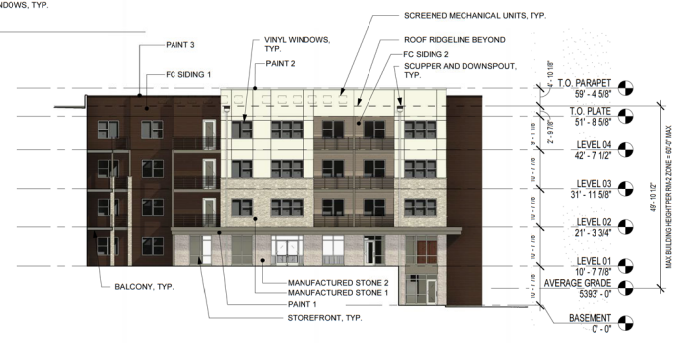 NDOWS, TYP.
SCREENED MECHANICAL UNITS, TYP.
PAINT 3
VINYL WINDOWS,
TYP.
ROOF RIDGELINE BEYOND
FC SIDING 2
PAINT 2
SCUPPER AND DOWNSPOUT,
TYP.
FC SIDING 1
T.O. PARAPET
59' - 4 5/8"
T.O. PLATE
51' - 8 5/8"
2' - 9 7/8"
LEVEL 04
42' - 7 1/2"
LEVEL 03
31' - 11 5/8"
49'- 10 1/2"
MAX BUILDING HEIGHT PER RM-2 ZONE = 60'-0" MAX
LEVEL 02
21' - 3 3/4"
LEVEL 01
10' - 7 7/8"
AVERAGE GRADE
5393' - 0"
BASEMENT
0' - 0"
BALCONY, TYP.
MANUFACTURED STONE 2
MANUFACTURED STONE 1
PAINT 1
STOREFRONT, TYP.